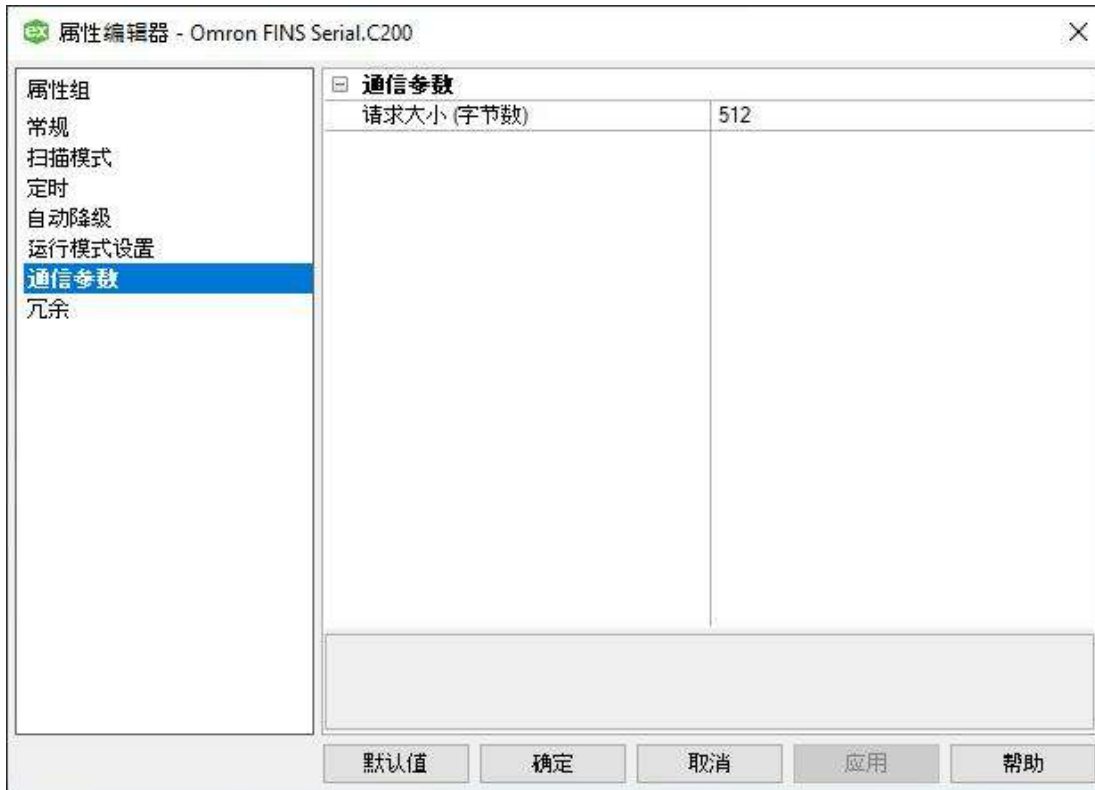 ex 属性编辑器 - Omron FINS Serial.C200
属性组
常规
扫描模式
定时
自动降级
运行模式设置
通信参数
冗余
通信参数
请求大小 (字节数) 512
默认值 确定 取消 应用 帮助